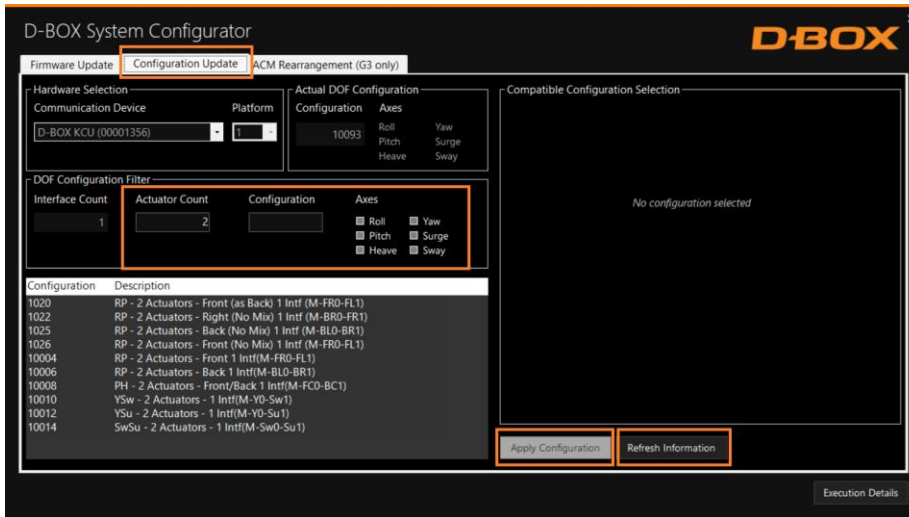 D-BOX System Configurator
D-BOX
Firmware Update Configuration Update ACM Rearrangement (G3 only)
Hardware Selection
Communication Device Platform
D-BOX KCU (00001356) 1
Actual DOF Configuration
Configuration Axes
10093
Roll Yaw
Pitch Surge
Heave Sway
Compatible Configuration Selection
No configuration selected
DOF Configuration Filter
Interface Count Actuator Count Configuration Axes
1 2
Roll Yaw
Pitch Surge
Heave Sway
Configuration Description
1020 RP - 2 Actuators - Front (as Back) 1 Intf (M-FR0-FL1)
1022 RP - 2 Actuators - Right (No Mix) 1 Intf (M-BR0-FR1)
1025 RP - 2 Actuators - Back (No Mix) 1 Intf (M-BL0-BR1)
1026 RP - 2 Actuators - Front (No Mix) 1 Intf (M-FR0-FL1)
10004 RP - 2 Actuators - Front 1 Intf(M-FR0-FL1)
10006 RP - 2 Actuators - Back 1 Intf(M-BL0-BR1)
10008 PH - 2 Actuators - Front/Back 1 Intf(M-FC0-BC1)
10010 YSw - 2 Actuators - 1 Intf(M-Y0-Sw1)
10012 YSu - 2 Actuators - 1 Intf(M-Y0-Su1)
10014 SwSu - 2 Actuators - 1 Intf(M-Sw0-Su1)
Apply Configuration Refresh Information
Execution Details